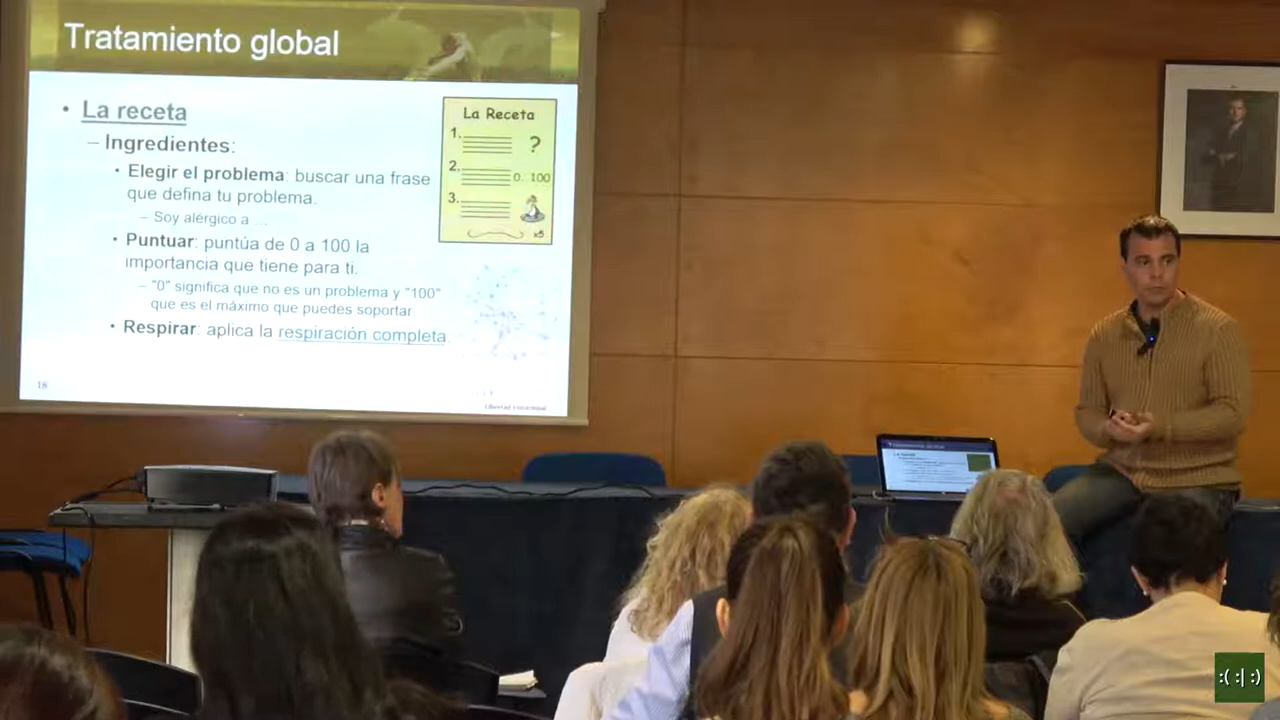 Tratamiento global
• La receta
– Ingredientes:
• Elegir el problema: buscar una frase
que defina tu problema.
– Soy alérgico a ...
• Puntuar: puntúa de 0 a 100 la
importancia que tiene para ti.
– "0" significa que no es un problema y "100"
que es el máximo que puedes soportar.
• Respirar: aplica la respiración completa.
La Receta
1. ?
2. 0..100
3.
x5
18
Libertad Emocional
:( :| :)